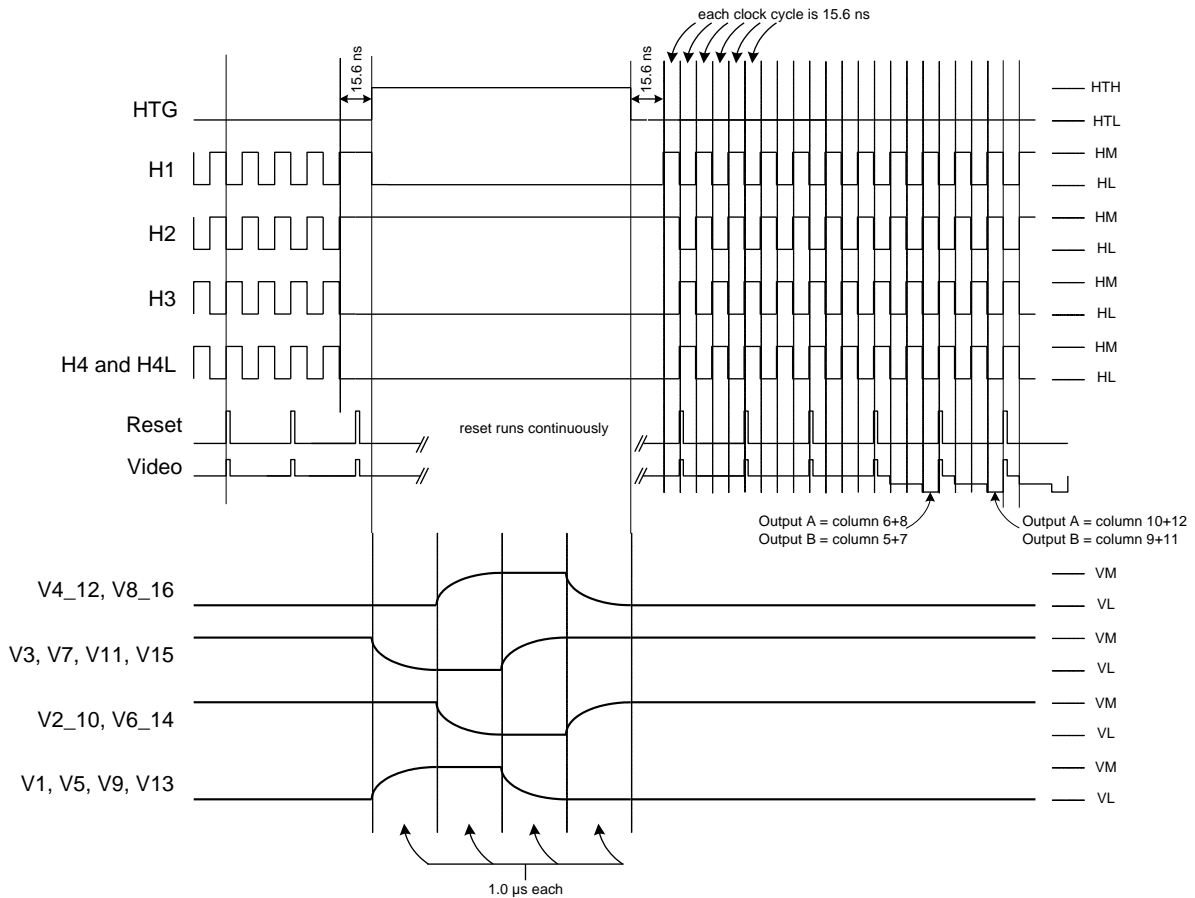 each clock cycle is 15.6 ns
15.6 ns
15.6 ns
HTG
HTH
HTL
H1
HM
HL
H2
HM
HL
H3
HM
HL
H4 and H4L
HM
HL
Reset
reset runs continuously
Video
Output A = column 6+8
Output B = column 5+7
Output A = column 10+12
Output B = column 9+11
V4_12, V8_16
VM
VL
V3, V7, V11, V15
VM
VL
V2_10, V6_14
VM
VL
V1, V5, V9, V13
VM
VL
1.0 µs each